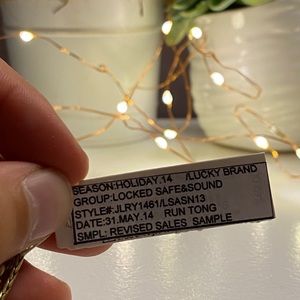 SEASON:HOLIDAY.14 /LUCKY BRAND
GROUP:LOCKED SAFE&SOUND
STYLE#:JLRY1461/LSASN13
DATE:31.MAY.14 RUN TONG
SMPL: REVISED SALES SAMPLE